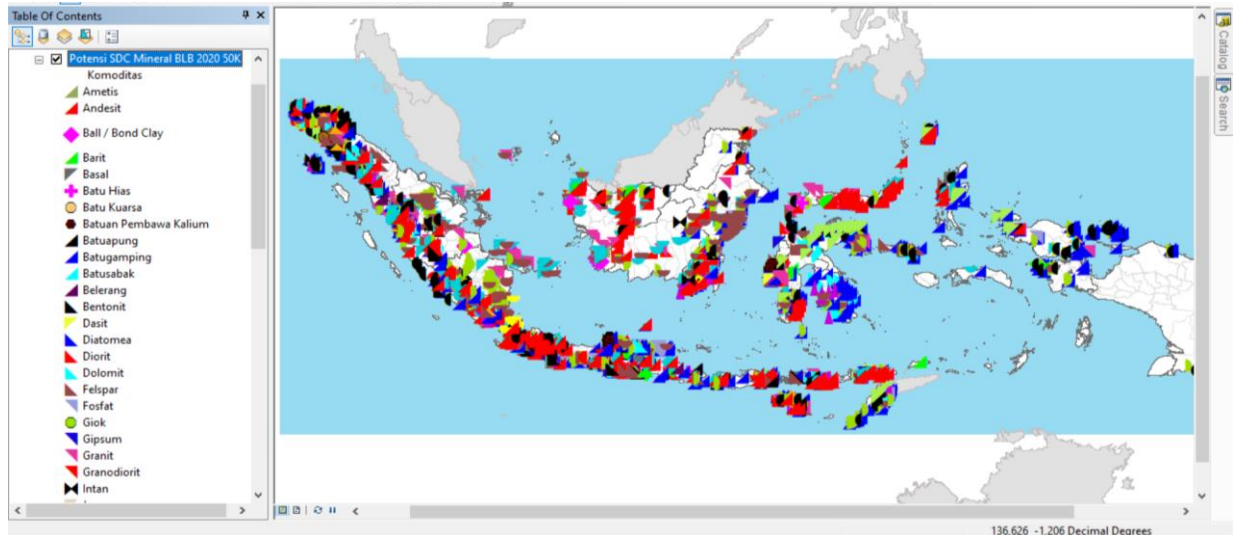 Table Of Contents
Potensi SDC Mineral BLB 2020 50K
Komoditas
Ametis
Andesit
Ball / Bond Clay
Barit
Basal
Batu Hias
Batu Kuarsa
Batuan Pembawa Kalium
Batuapung
Batugamping
Batusabak
Belerang
Bentonit
Dasit
Diatomea
Diorit
Dolomit
Felspar
Fosfat
Giok
Gipsum
Granit
Granodiorit
Intan
Catalog
Search
136.626 -1.206 Decimal Degrees